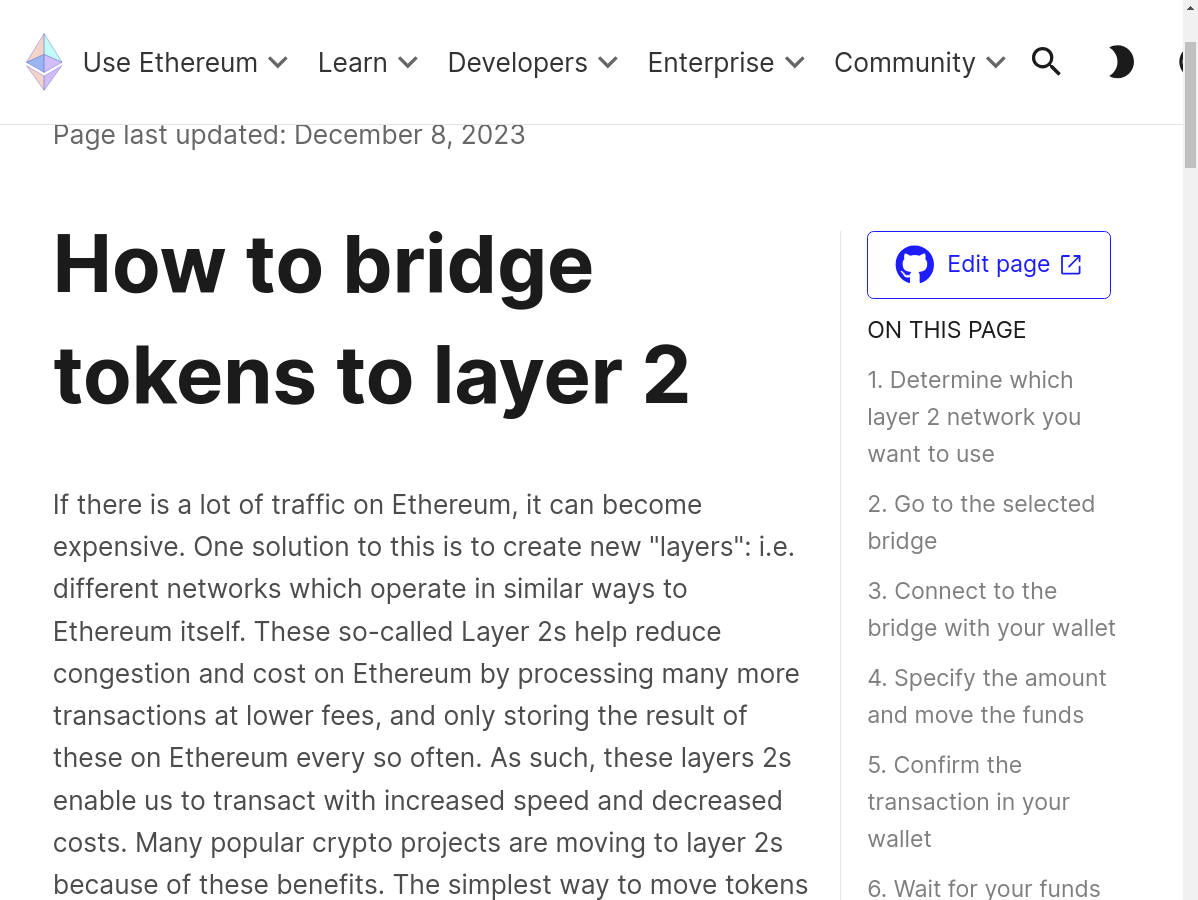 Use Ethereum Learn Developers Enterprise Community
Page last updated: December 8, 2023
How to bridge
tokens to layer 2
If there is a lot of traffic on Ethereum, it can become
expensive. One solution to this is to create new "layers": i.e.
different networks which operate in similar ways to
Ethereum itself. These so-called Layer 2s help reduce
congestion and cost on Ethereum by processing many more
transactions at lower fees, and only storing the result of
these on Ethereum every so often. As such, these layers 2s
enable us to transact with increased speed and decreased
costs. Many popular crypto projects are moving to layer 2s
because of these benefits. The simplest way to move tokens
Edit page
ON THIS PAGE
1. Determine which
layer 2 network you
want to use
2. Go to the selected
bridge
3. Connect to the
bridge with your wallet
4. Specify the amount
and move the funds
5. Confirm the
transaction in your
wallet
6. Wait for your funds